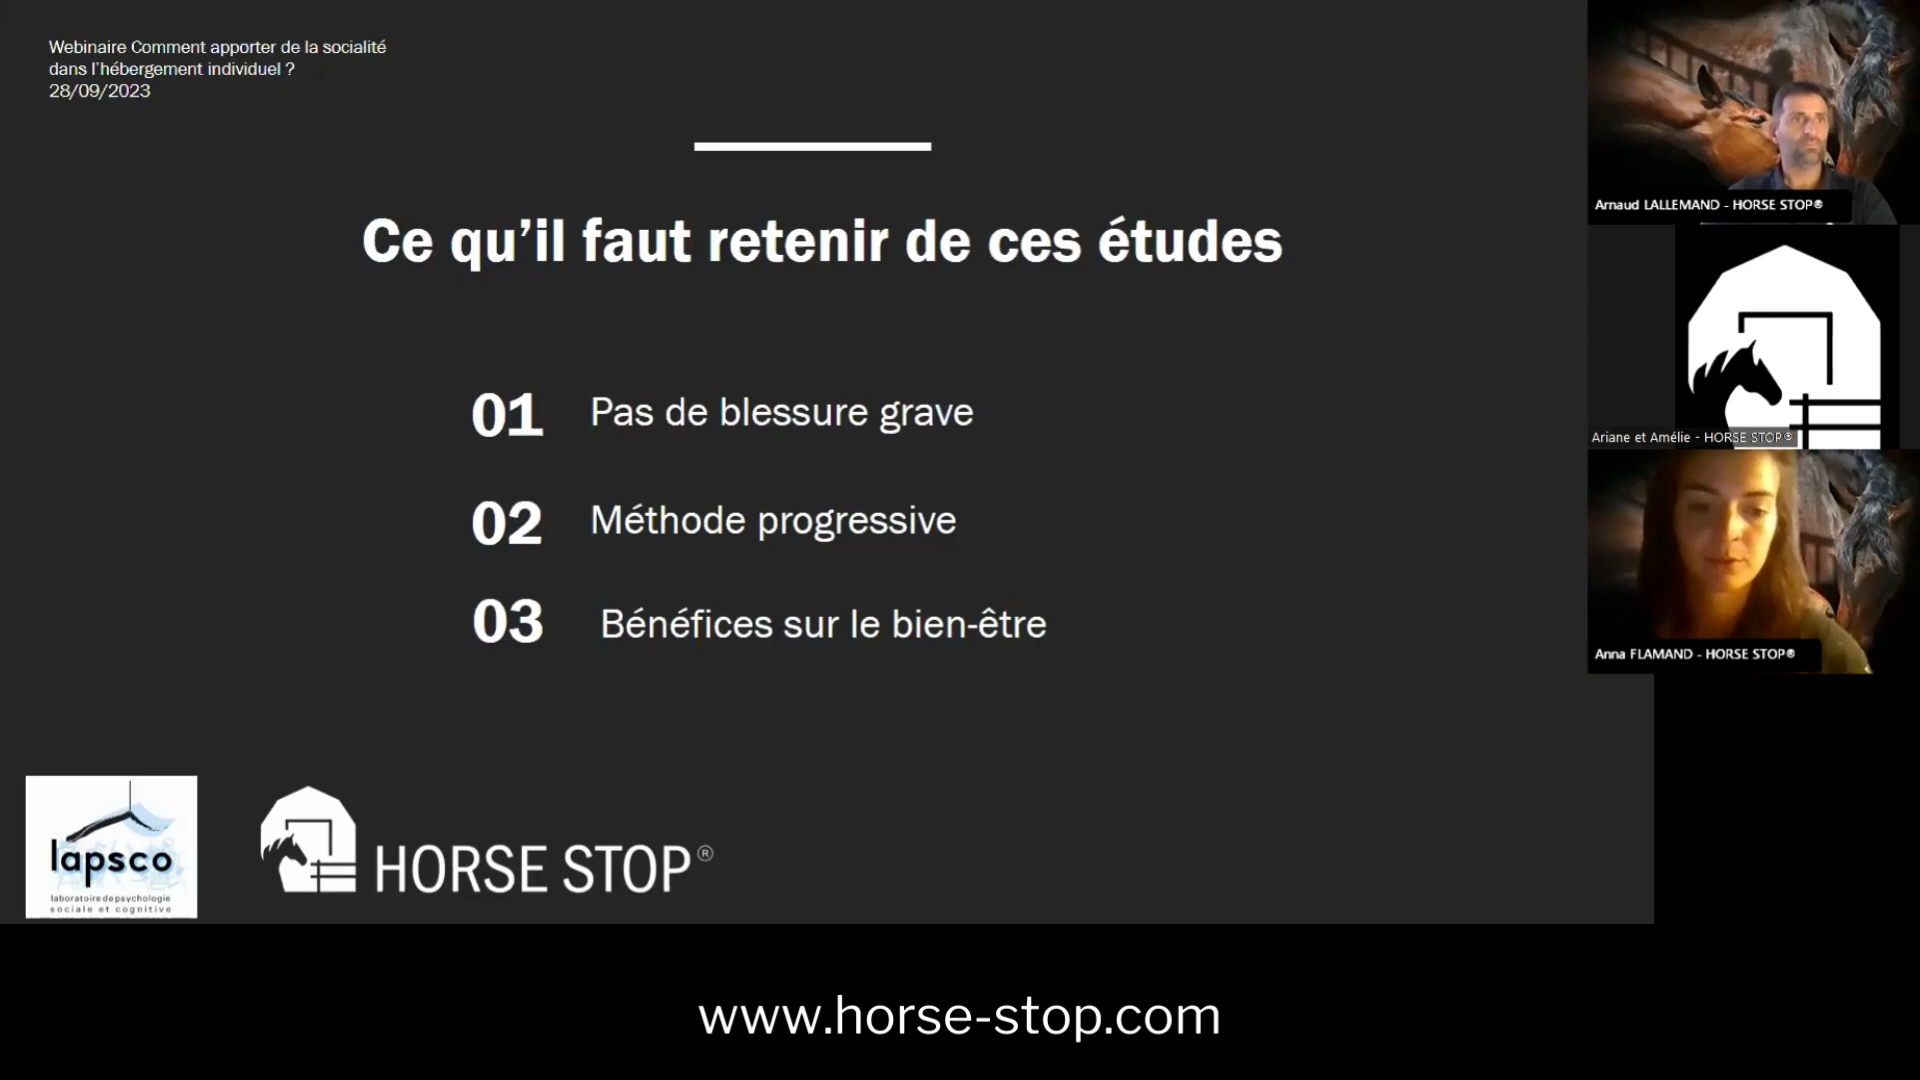 Webinaire Comment apporter de la socialité
dans l'hébergement individuel ?
28/09/2023
Ce qu’il faut retenir de ces études
01 Pas de blessure grave
02 Méthode progressive
03 Bénéfices sur le bien-être
lapsco
laboratoire de psychologie
sociale et cognitive
HORSE STOP®
Arnaud LALLEMAND - HORSE STOP®
Ariane et Amélie - HORSE STOP®
Anna FLAMAND - HORSE STOP®
www.horse-stop.com